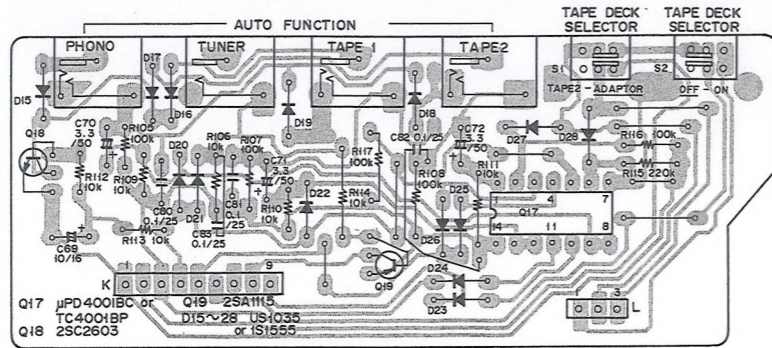 AUTO FUNCTION
TAPE DECK SELECTOR
TAPE DECK SELECTOR
PHONO
TUNER
TAPE 1
TAPE2
S1
S2
TAPE2-ADAPTOR
OFF-ON
D15
D17
D16
D19
D18
D27
D28
R116 100k
R115 220k
Q18
C70 3.3/50
R105 100k
R106 10k
R107 100k
D20
C71 3.3/50
R117 100k
C82 0.1/25
C72 3.3/50
R112 10k
R109 10k
R108 100k
R111 10k
D22
D25
R110 10k
R114 10k
C80 0.1/25
D21
C81 0.1/25
C83 0.1/25
Q17
1
4
7
14
11
8
C69 10/16
R113 10k
D26
D24
D23
Q19
K
1
9
1
3
L
Q17 μPD4001BC or TC4001BP
Q18 2SC2603
Q19 2SA1115
D15~28 US1035 or 1S1555